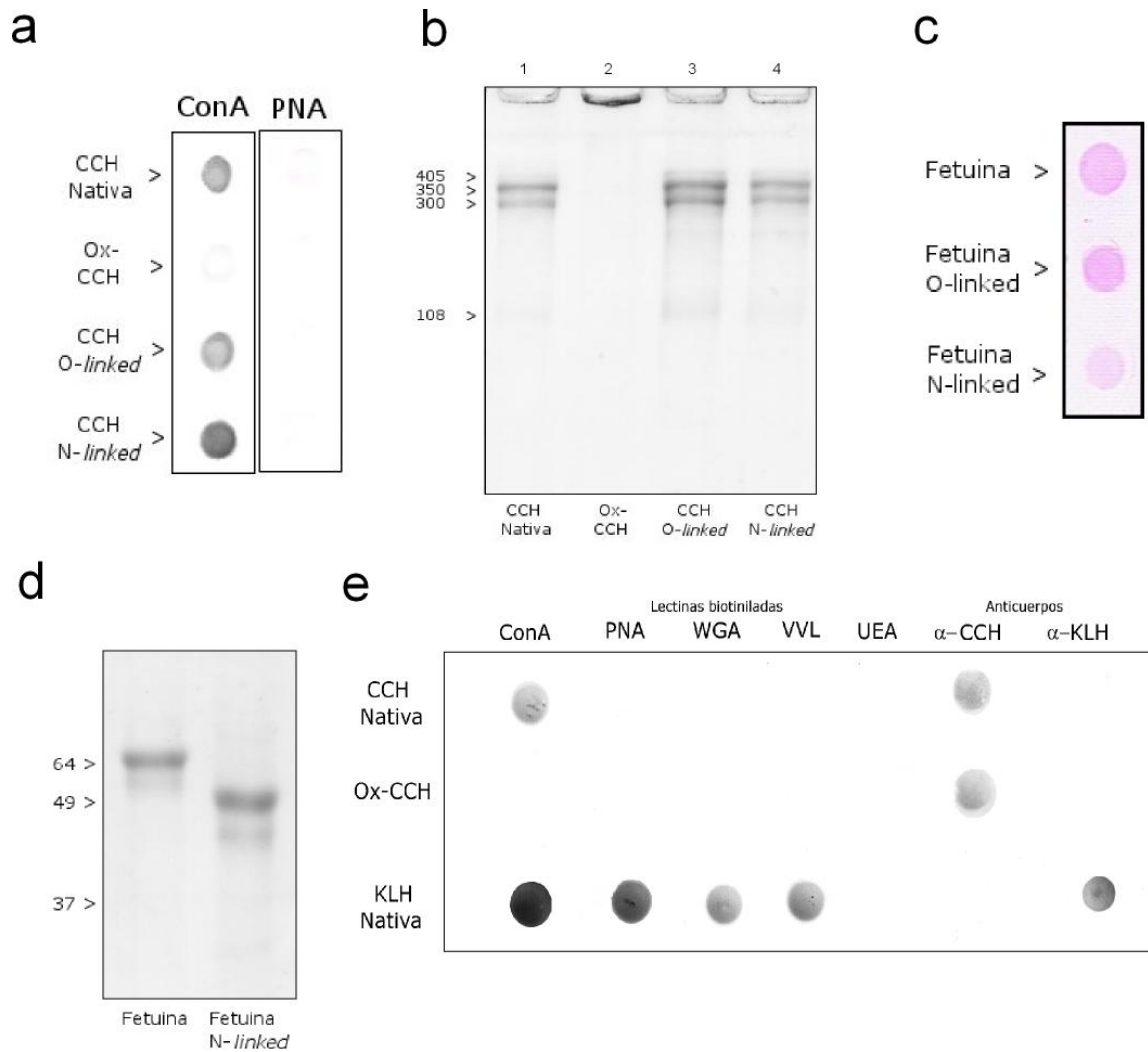 a
ConA PNA
CCH
Nativa >
Ox-
CCH >
CCH
O-linked >
CCH
N-linked >
b
1 2 3 4
405 >
350 >
300 >
108 >
CCH Ox- CCH CCH
Nativa CCH O-linked N-linked
c
Fetuina >
Fetuina
O-linked >
Fetuina
N-linked >
d
64 >
49 >
37 >
Fetuina Fetuina
N-linked
e
Lectinas biotiniladas Anticuerpos
ConA PNA WGA VVL UEA α-CCH α-KLH
CCH
Nativa
Ox-CCH
KLH
Nativa